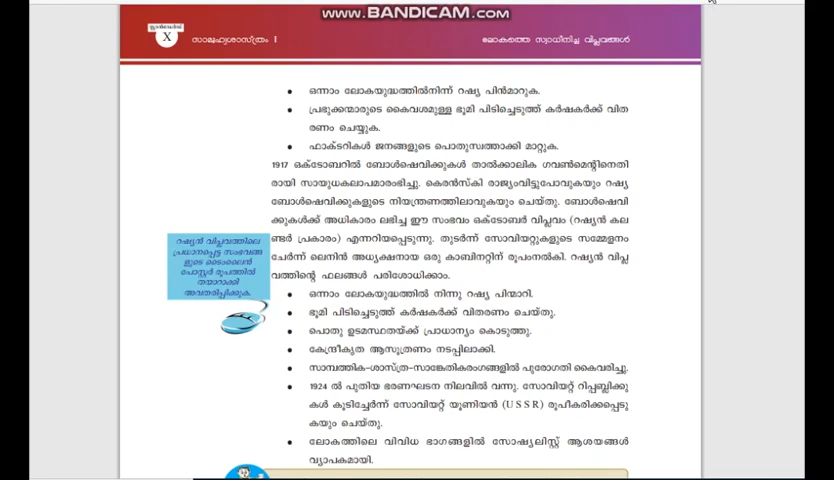 WWW.BANDICAM.COM
സ്റ്റാൻഡേർഡ്
X
സാമൂഹ്യശാസ്ത്രം I
ലോകത്തെ സ്വാധീനിച്ച വിപ്ലവങ്ങൾ
• ഒന്നാം ലോകയുദ്ധത്തിൽനിന്ന് റഷ്യ പിൻമാറുക.
• പ്രഭുക്കന്മാരുടെ കൈവശമുള്ള ഭൂമി പിടിച്ചെടുത്ത് കർഷകർക്ക് വിത
രണം ചെയ്യുക.
• ഫാക്ടറികൾ ജനങ്ങളുടെ പൊതുസ്വത്താക്കി മാറ്റുക.
1917 ഒക്ടോബറിൽ ബോൾഷെവിക്കുകൾ താൽക്കാലിക ഗവൺമെന്റിനെതി
രായി സായുധകലാപമാരംഭിച്ചു. കെരൻസ്കി രാജ്യംവിട്ടുപോവുകയും റഷ്യ
ബോൾഷെവിക്കുകളുടെ നിയന്ത്രണത്തിലാവുകയും ചെയ്തു. ബോൾഷെവി
ക്കുകൾക്ക് അധികാരം ലഭിച്ച ഈ സംഭവം ഒക്ടോബർ വിപ്ലവം (റഷ്യൻ കല
ണ്ടർ പ്രകാരം) എന്നറിയപ്പെടുന്നു. തുടർന്ന് സോവിയറ്റുകളുടെ സമ്മേളനം
ചേർന്ന് ലെനിൻ അധ്യക്ഷനായ ഒരു കാബിനറ്റിന് രൂപംനൽകി. റഷ്യൻ വിപ്ല
വത്തിന്റെ ഫലങ്ങൾ പരിശോധിക്കാം.
റഷ്യൻ വിപ്ലവത്തിലെ
പ്രധാനപ്പെട്ട സംഭവങ്ങ
ളുടെ ടൈംലൈൻ
പോസ്റ്റർ രൂപത്തിൽ
തയാറാക്കി
അവതരിപ്പിക്കുക.
• ഒന്നാം ലോകയുദ്ധത്തിൽ നിന്നു റഷ്യ പിന്മാറി.
• ഭൂമി പിടിച്ചെടുത്ത് കർഷകർക്ക് വിതരണം ചെയ്തു.
• പൊതു ഉടമസ്ഥതയ്ക്ക് പ്രാധാന്യം കൊടുത്തു.
• കേന്ദ്രീകൃത ആസൂത്രണം നടപ്പിലാക്കി.
• സാമ്പത്തിക-ശാസ്ത്ര-സാങ്കേതികരംഗങ്ങളിൽ പുരോഗതി കൈവരിച്ചു.
• 1924 ൽ പുതിയ ഭരണഘടന നിലവിൽ വന്നു. സോവിയറ്റ് റിപ്പബ്ലിക്കു
കൾ കൂടിച്ചേർന്ന് സോവിയറ്റ് യൂണിയൻ (USSR) രൂപീകരിക്കപ്പെടു
കയും ചെയ്തു.
• ലോകത്തിലെ വിവിധ ഭാഗങ്ങളിൽ സോഷ്യലിസ്റ്റ് ആശയങ്ങൾ
വ്യാപകമായി.